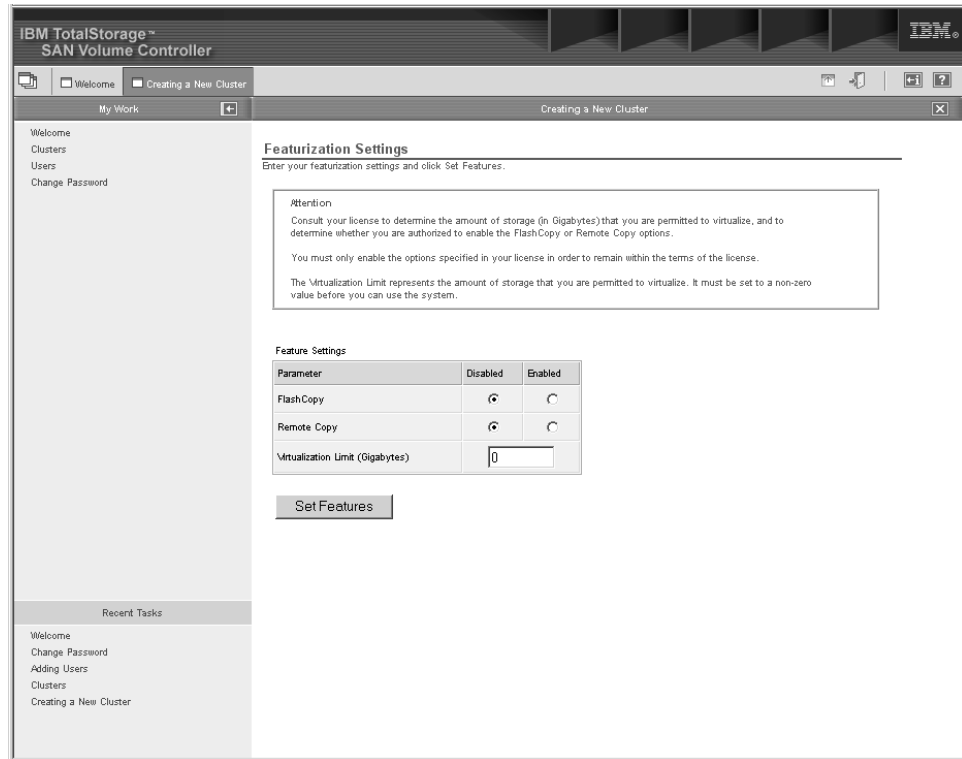 IBM TotalStorage™
SAN Volume Controller
IBM®
Welcome
Creating a New Cluster
My Work
Creating a New Cluster
Welcome
Clusters
Users
Change Password
Featurization Settings
Enter your featurization settings and click Set Features.
Attention
Consult your license to determine the amount of storage (in Gigabytes) that you are permitted to virtualize, and to
determine whether you are authorized to enable the FlashCopy or Remote Copy options.
You must only enable the options specified in your license in order to remain within the terms of the license.
The Virtualization Limit represents the amount of storage that you are permitted to virtualize. It must be set to a non-zero
value before you can use the system.
Feature Settings
Parameter Disabled Enabled
FlashCopy
Remote Copy
Virtualization Limit (Gigabytes) 0
Set Features
Recent Tasks
Welcome
Change Password
Adding Users
Clusters
Creating a New Cluster